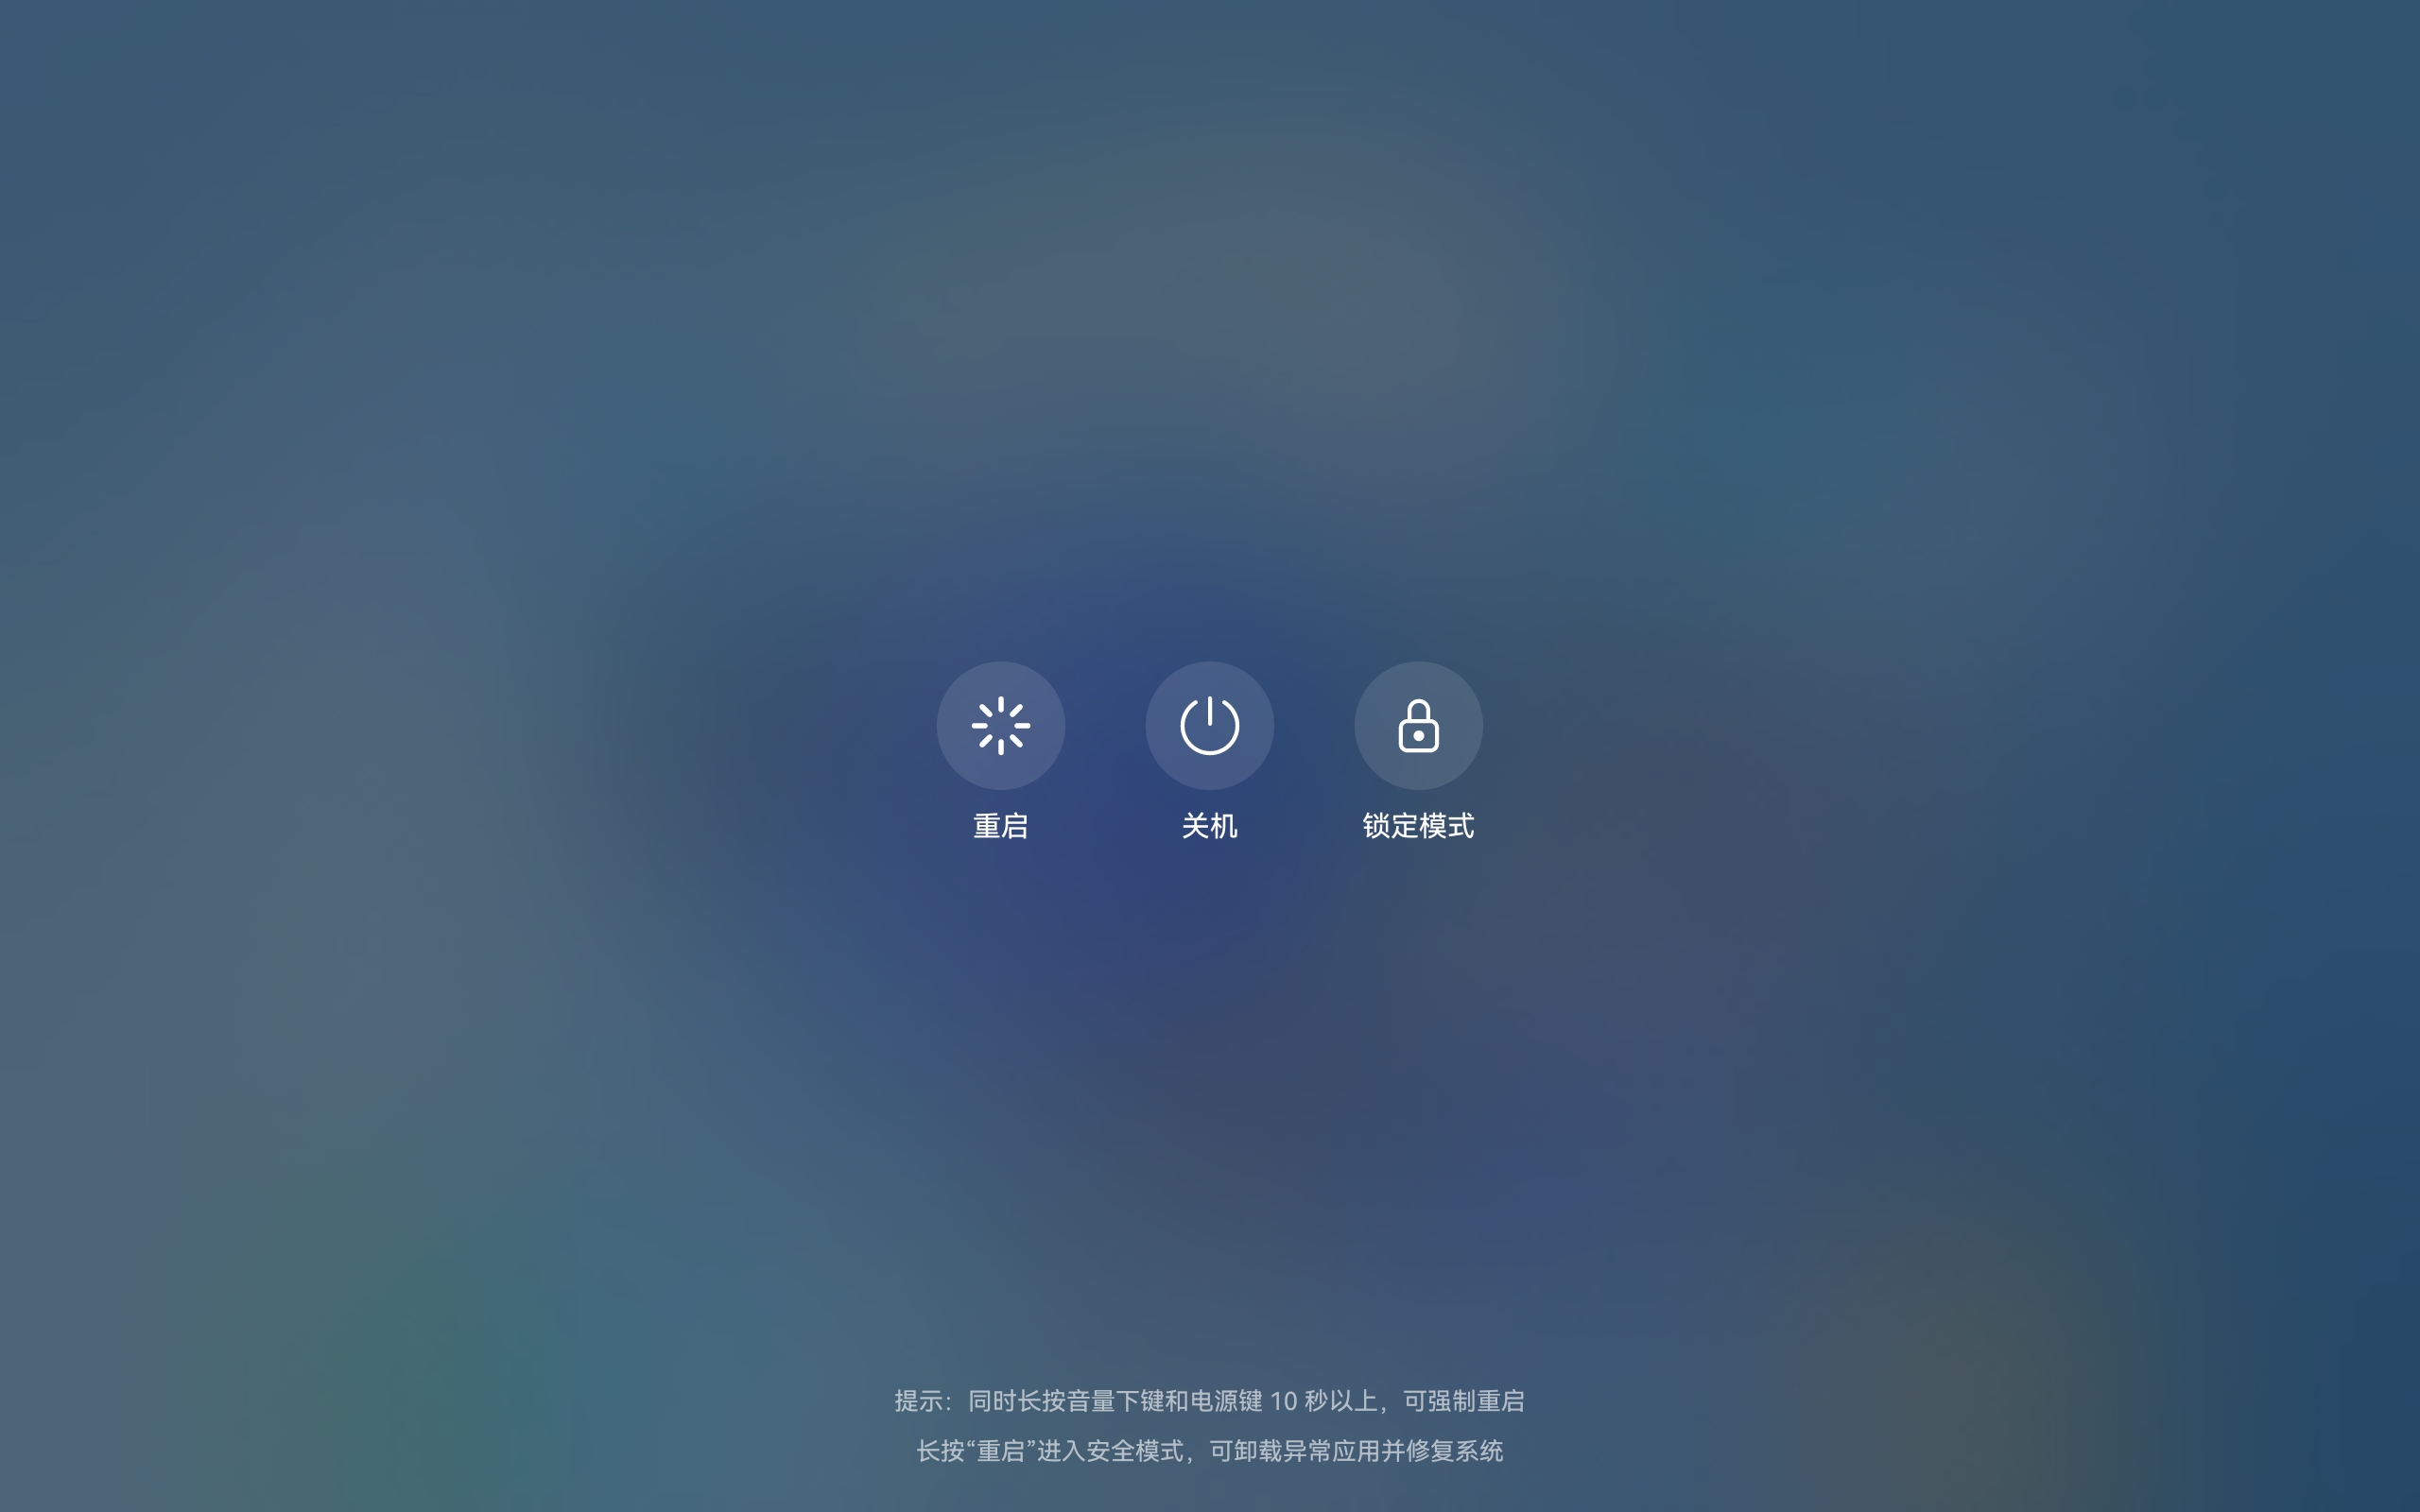 重启
关机
锁定模式
提示：同时长按音量下键和电源键 10 秒以上，可强制重启
长按“重启”进入安全模式，可卸载异常应用并修复系统